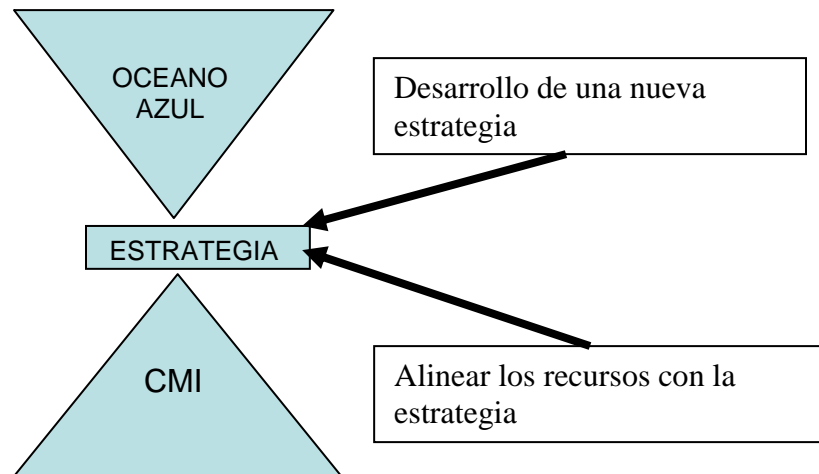 OCEANO
AZUL
Desarrollo de una nueva
estrategia
ESTRATEGIA
CMI
Alinear los recursos con la
estrategia